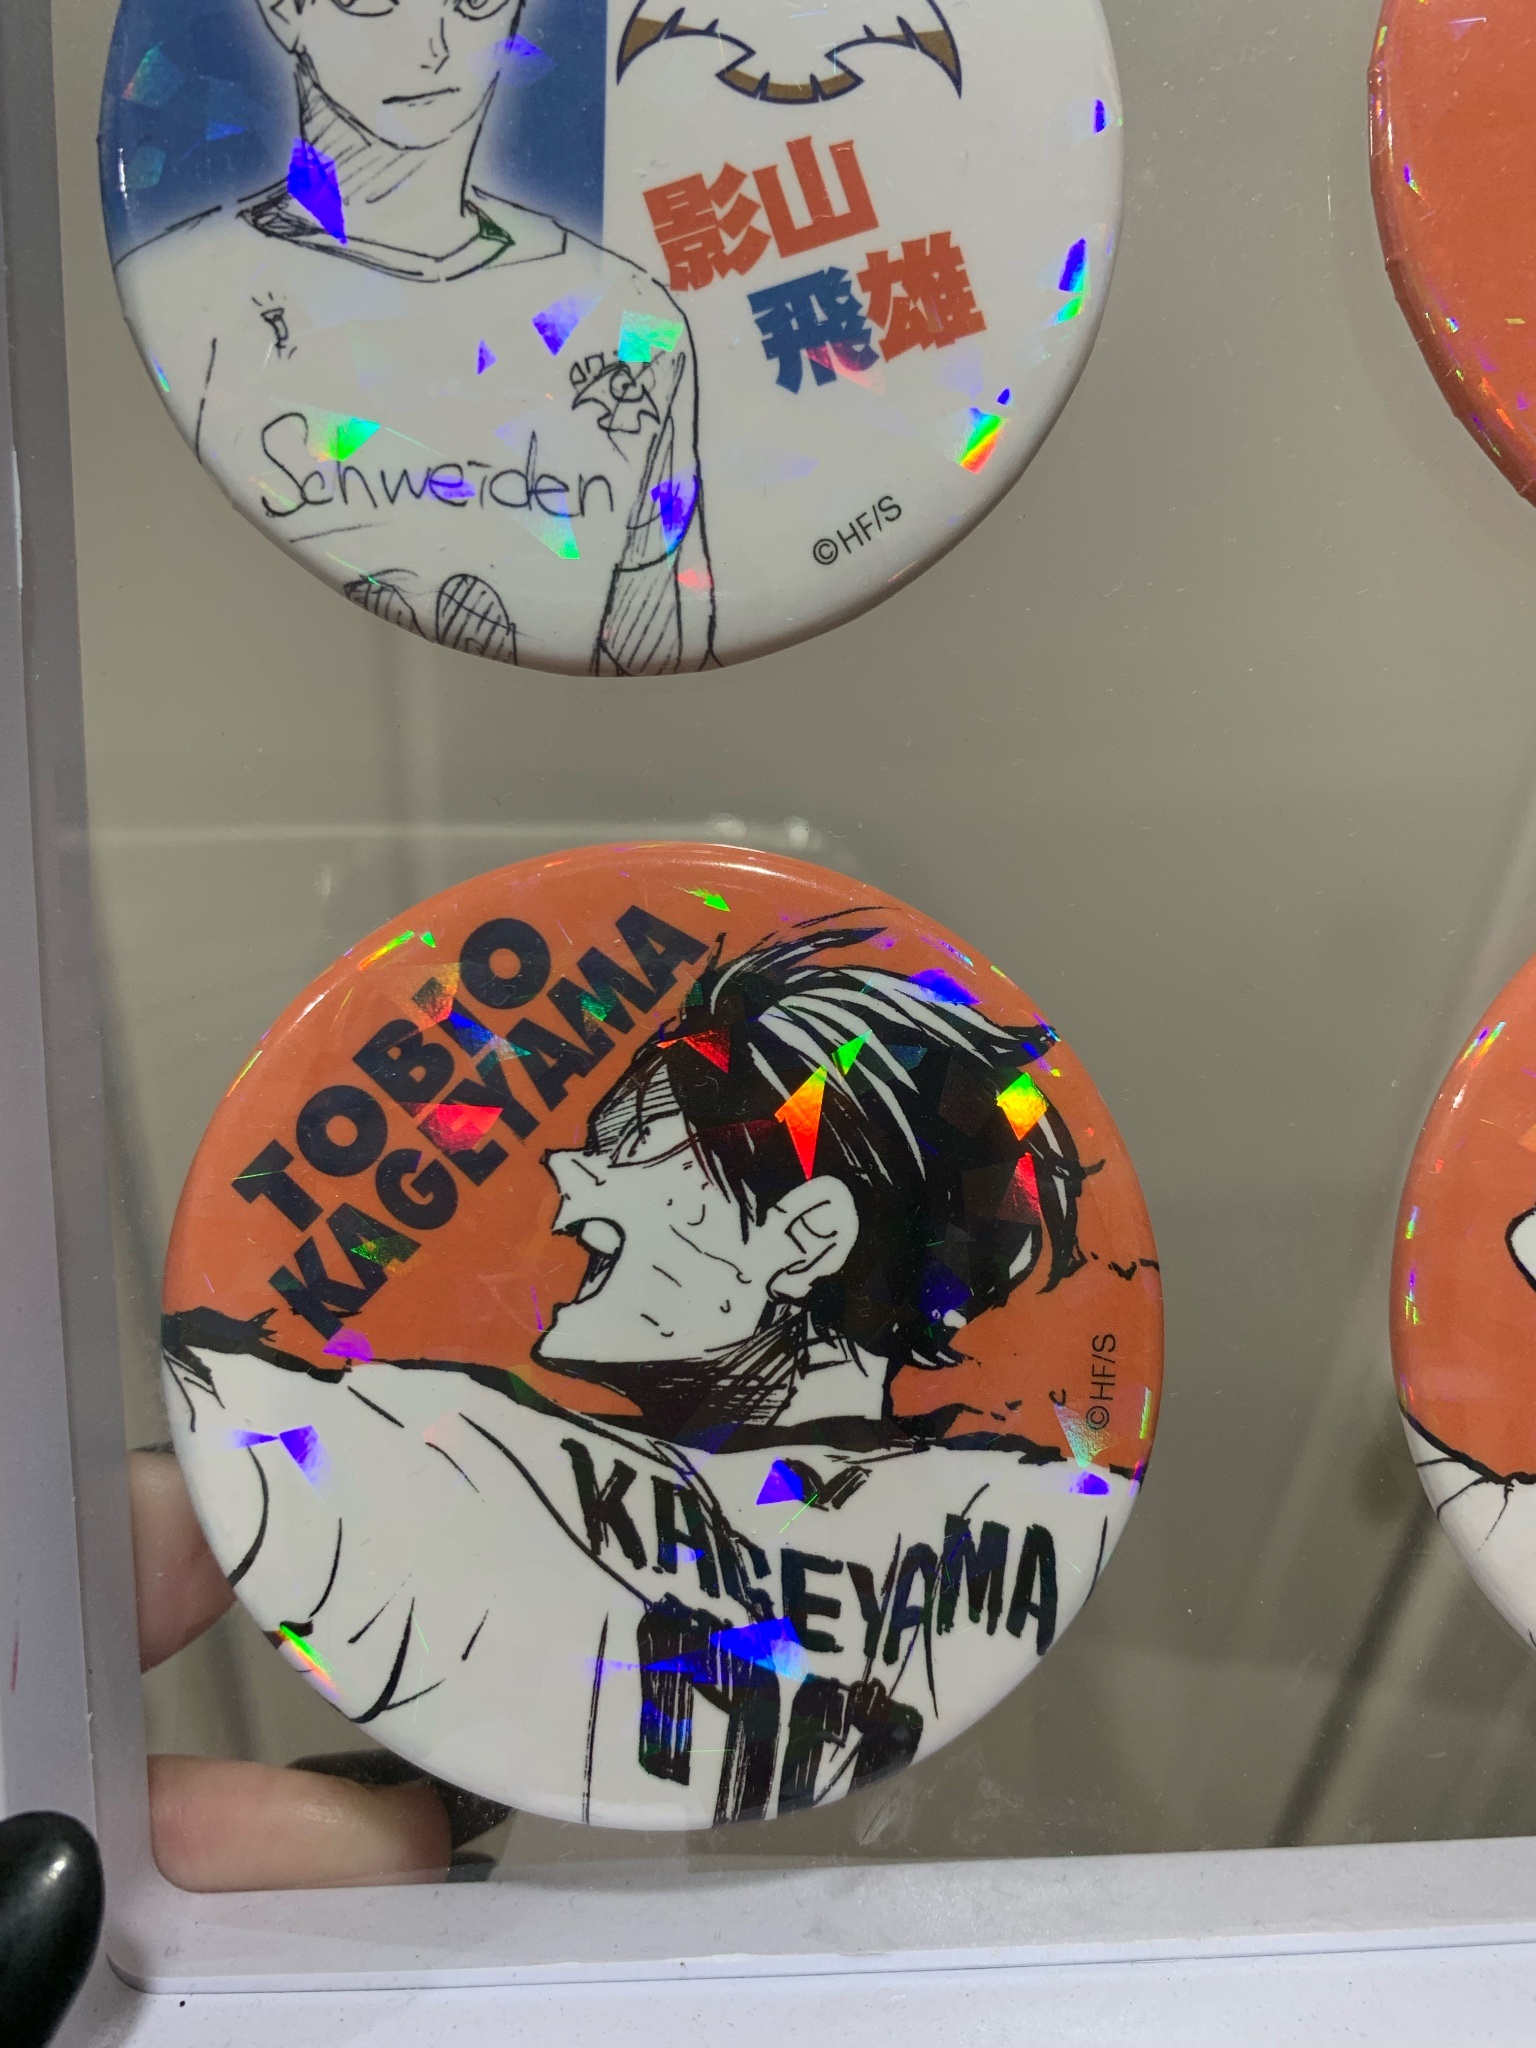 影山
飛雄
Schweiden
©HF/S
TOBIO
KAGEYAMA
©HF/S
KAGEYAMA